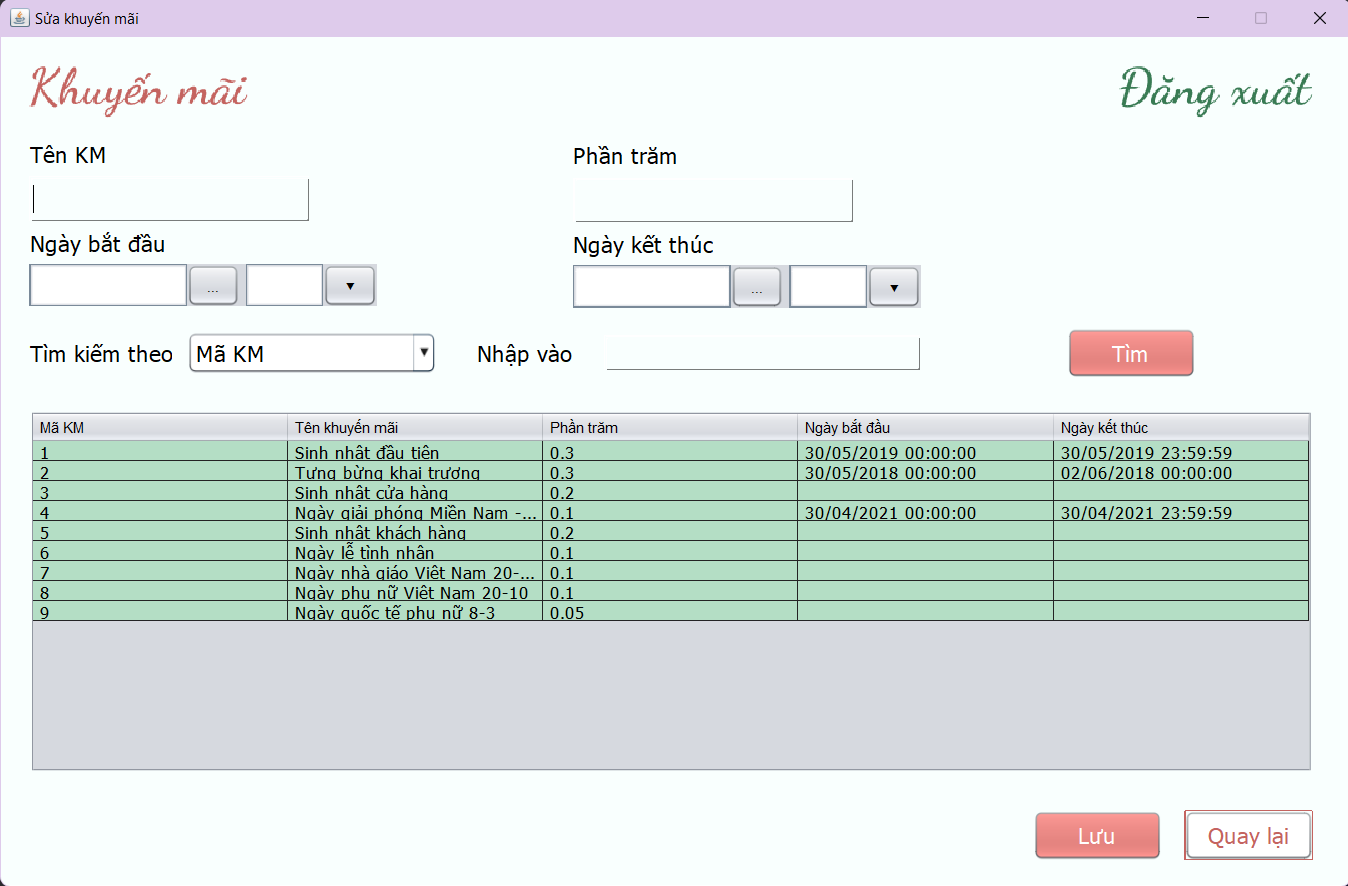 Sửa khuyến mãi
Khuyến mãi Đăng xuất
Tên KM Phần trăm
Ngày bắt đầu Ngày kết thúc
... ...
Tìm kiếm theo Mã KM Nhập vào Tìm
Mã KM Tên khuyến mãi Phần trăm Ngày bắt đầu Ngày kết thúc
1 Sinh nhật đầu tiên 0.3 30/05/2019 00:00:00 30/05/2019 23:59:59
2 Tưng bừng khai trương 0.3 30/05/2018 00:00:00 02/06/2018 00:00:00
3 Sinh nhật cửa hàng 0.2
4 Ngày giải phóng Miền Nam -... 0.1 30/04/2021 00:00:00 30/04/2021 23:59:59
5 Sinh nhật khách hàng 0.2
6 Ngày lễ tình nhân 0.1
7 Ngày nhà giáo Việt Nam 20-... 0.1
8 Ngày phụ nữ Việt Nam 20-10 0.1
9 Ngày quốc tế phụ nữ 8-3 0.05
Lưu Quay lại